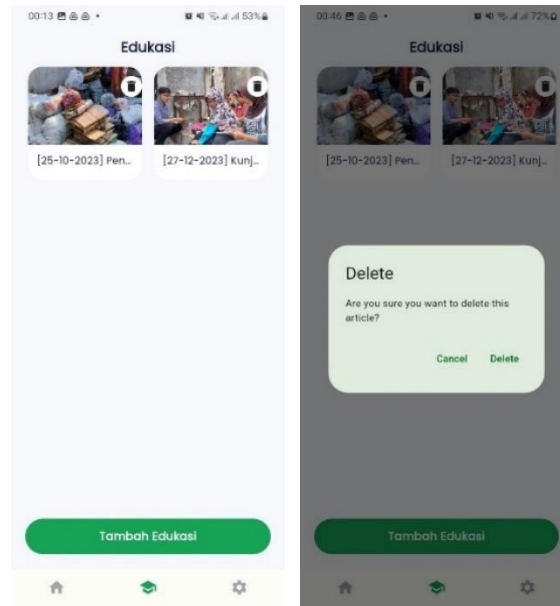 00:13
53%
Edukasi
[25-10-2023] Pen...
[27-12-2023] Kunj...
Tambah Edukasi
00:46
72%
Edukasi
[25-10-2023] Pen...
[27-12-2023] Kunj...
Delete
Are you sure you want to delete this
article?
Cancel Delete
Tambah Edukasi